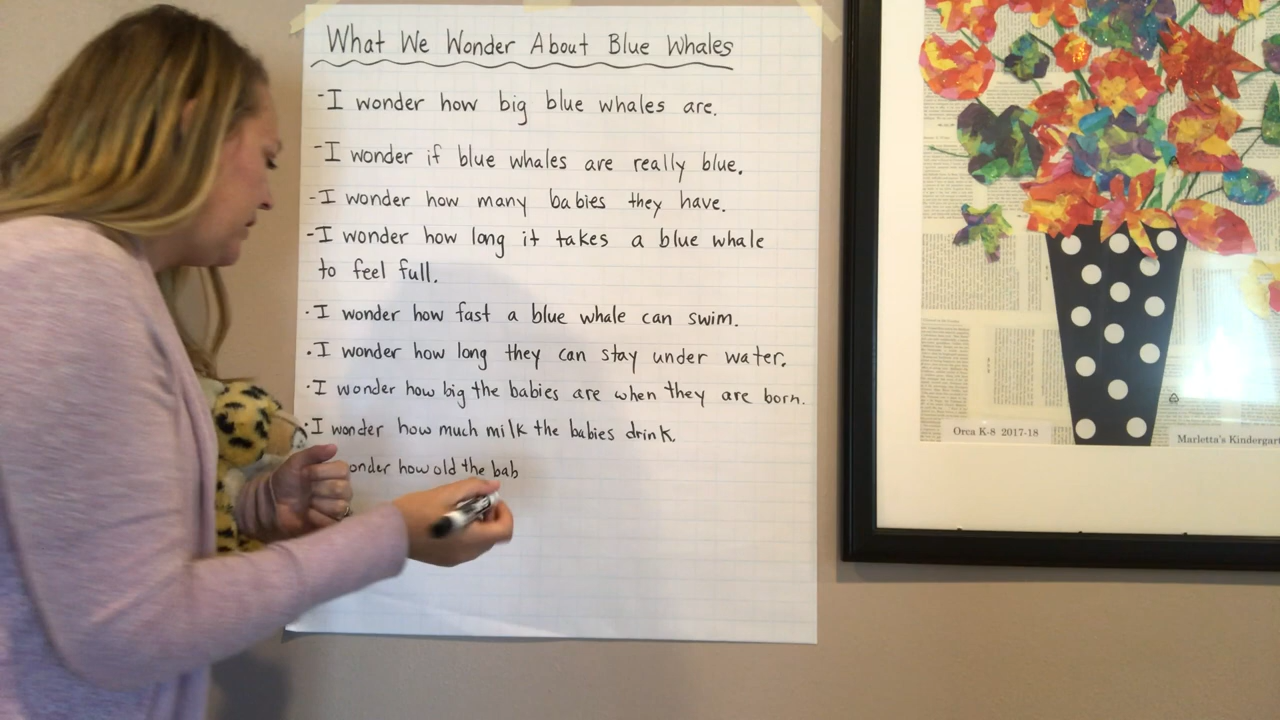 What We Wonder About Blue Whales
-I wonder how big blue whales are.
-I wonder if blue whales are really blue.
-I wonder how many babies they have.
-I wonder how long it takes a blue whale
to feel full.
·I wonder how fast a blue whale can swim.
·I wonder how long they can stay under water.
·I wonder how big the babies are when they are born.
·I wonder how much milk the babies drink.
onder how old the bab
Orca K-8 2017-18
Marletta's Kindergart